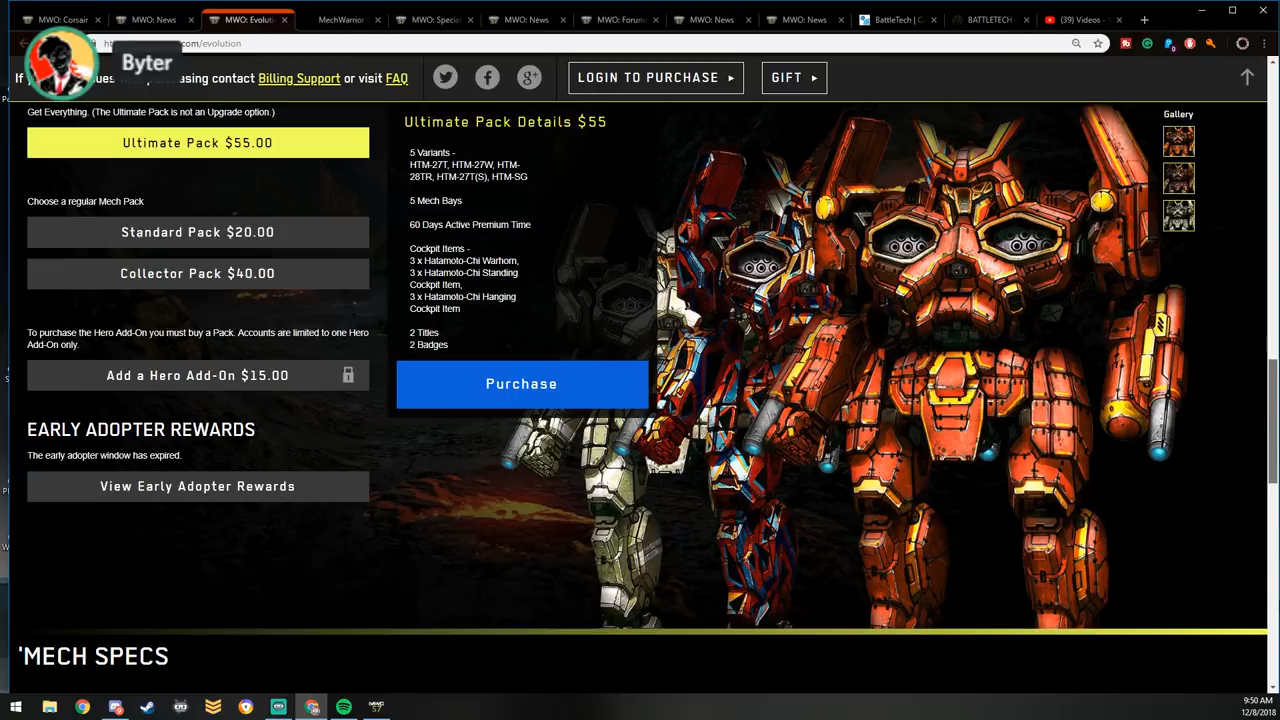 MWO: Corsair
MWO: News
MWO: Evoluti
MechWarrior
MWO: Special
MWO: News
MWO: Forum
MWO: News
MWO: News
BattleTech | C
BATTLETECH
(39) Videos -
Byter
com/evolution
If
contact Billing Support or visit FAQ
LOGIN TO PURCHASE
GIFT
Get Everything. (The Ultimate Pack is not an Upgrade option.)
Ultimate Pack $55.00
Choose a regular Mech Pack
Standard Pack $20.00
Collector Pack $40.00
To purchase the Hero Add-On you must buy a Pack. Accounts are limited to one Hero
Add-On only.
Add a Hero Add-On $15.00
EARLY ADOPTER REWARDS
The early adopter window has expired.
View Early Adopter Rewards
Ultimate Pack Details $55
5 Variants -
HTM-27T, HTM-27W, HTM-
28TR, HTM-27T(S), HTM-SG
5 Mech Bays
60 Days Active Premium Time
Cockpit Items -
3 x Hatamoto-Chi Warhorn,
3 x Hatamoto-Chi Standing
Cockpit Item,
3 x Hatamoto-Chi Hanging
Cockpit Item
2 Titles
2 Badges
Purchase
Gallery
'MECH SPECS
9:50 AM
12/8/2018